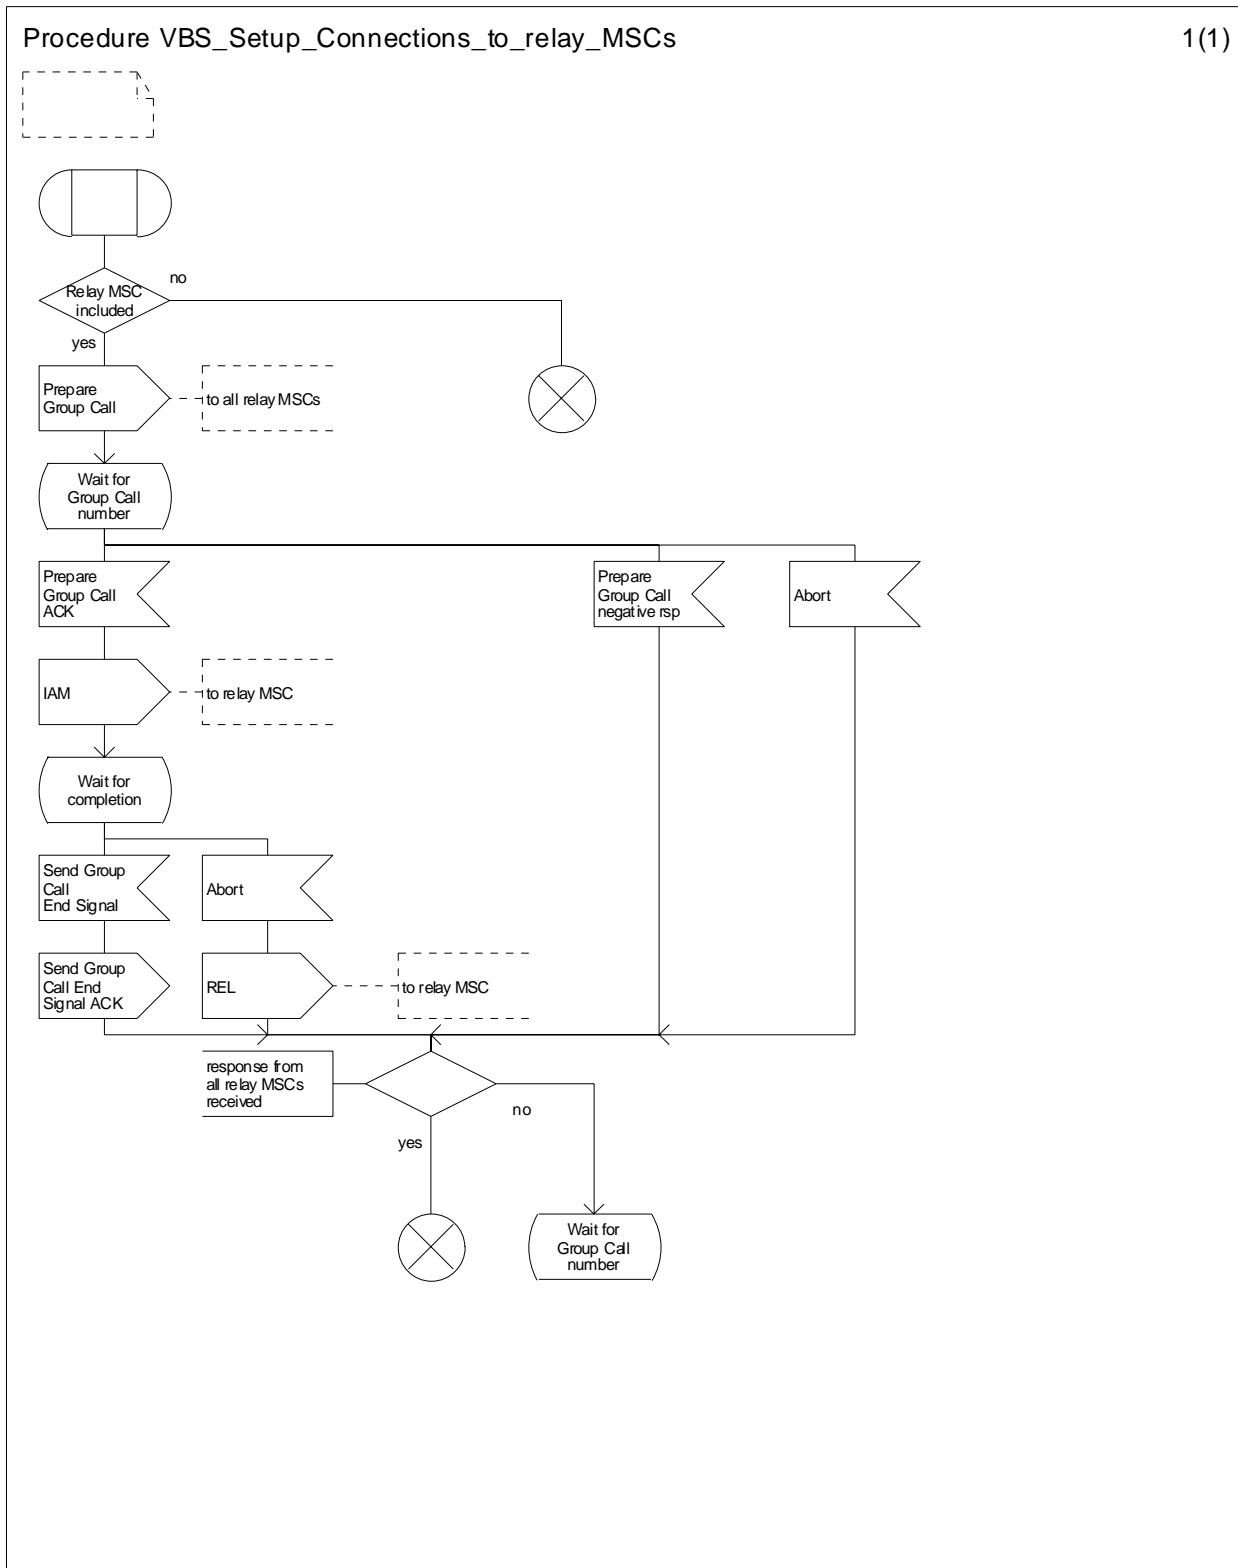 Procedure VBS_Setup_Connections_to_relay_MSCs
1(1)
no
Relay MSC
included
yes
Prepare
Group Call
to all relay MSCs
Wait for
Group Call
number
Prepare
Group Call
ACK
Prepare
Group Call
negative rsp
Abort
IAM
to relay MSC
Wait for
completion
Send Group
Call
End Signal
Abort
Send Group
Call End
Signal ACK
REL
to relay MSC
response from
all relay MSCs
received
no
yes
Wait for
Group Call
number